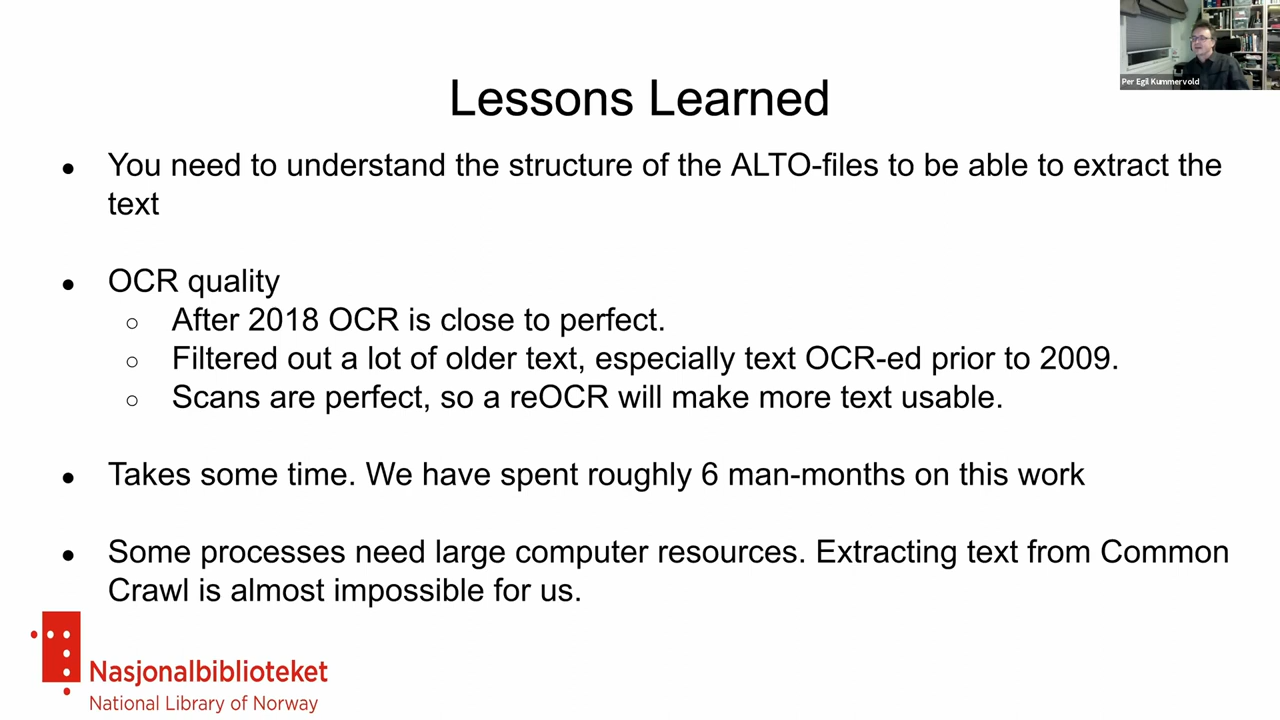 Per Egil Kummervold
Lessons Learned
● You need to understand the structure of the ALTO-files to be able to extract the
text
● OCR quality
○ After 2018 OCR is close to perfect.
○ Filtered out a lot of older text, especially text OCR-ed prior to 2009.
○ Scans are perfect, so a reOCR will make more text usable.
● Takes some time. We have spent roughly 6 man-months on this work
● Some processes need large computer resources. Extracting text from Common
Crawl is almost impossible for us.
Nasjonalbiblioteket
National Library of Norway